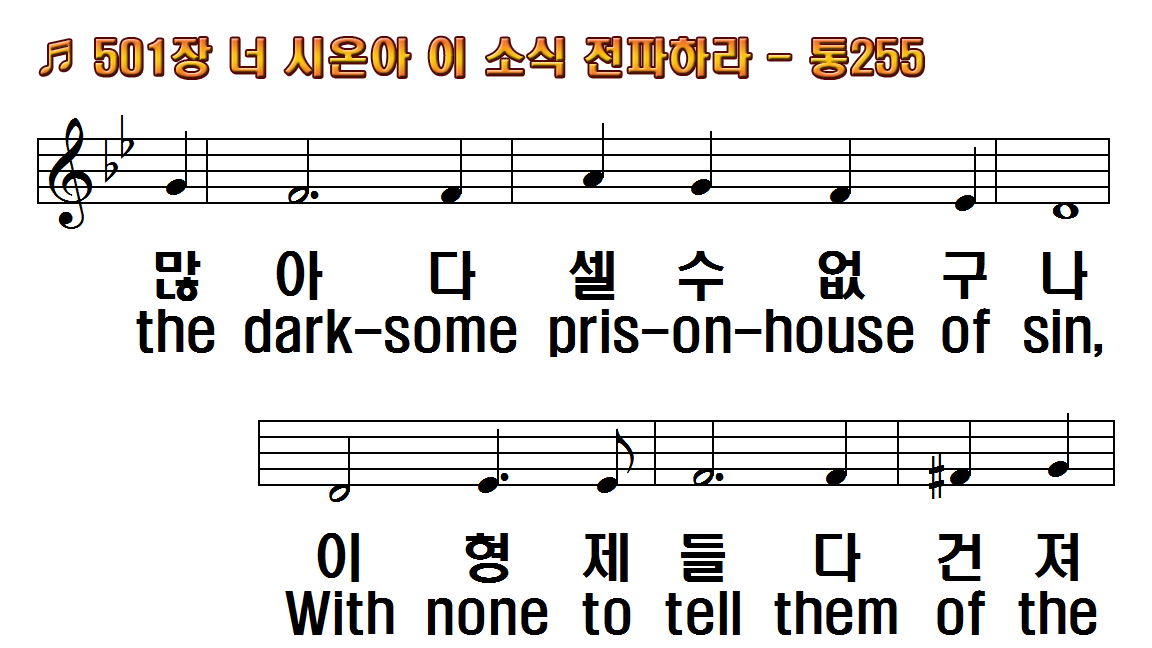 ♬ 501장 너 시온아 이 소식 전파하라 - 통255
많 아 다 셀 수 없 구 나
the dark-some pris-on-house of sin,
이 형 제 들 다 건 져
With none to tell them of the